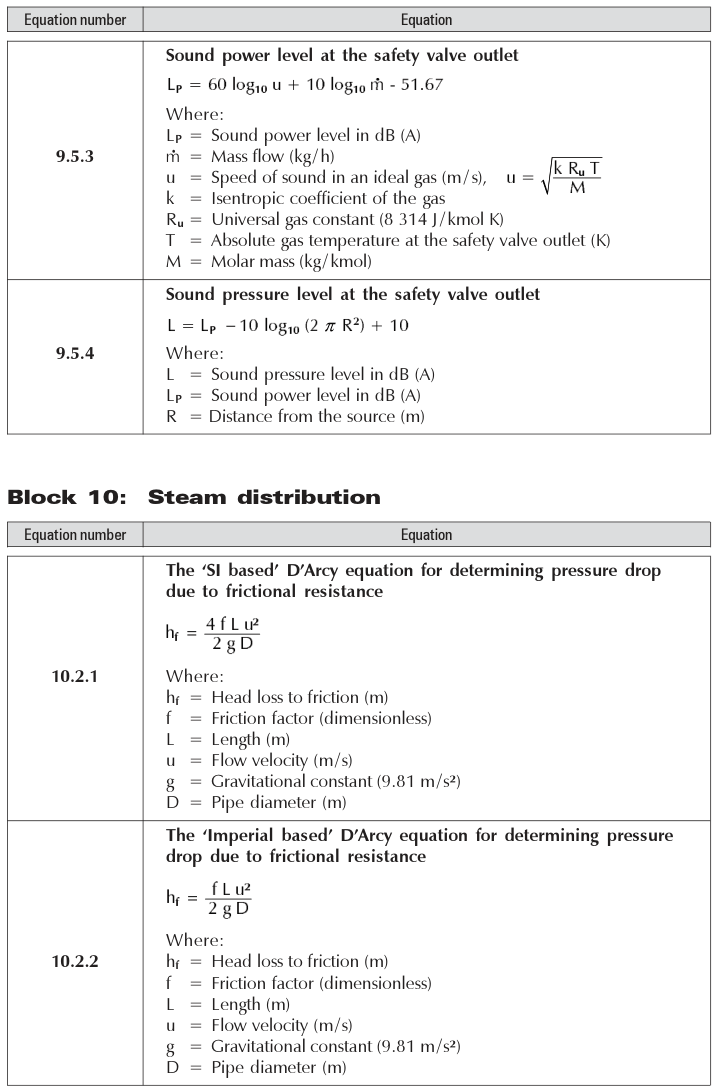 Equation number Equation
Sound power level at the safety valve outlet
Lₚ = 60 log₁₀ u + 10 log₁₀ ṁ - 51.67
Where:
Lₚ = Sound power level in dB (A)
9.5.3
ṁ = Mass flow (kg/h)
u = Speed of sound in an ideal gas (m/s), u = √(k Rᵤ T / M)
k = Isentropic coefficient of the gas
Rᵤ = Universal gas constant (8 314 J/kmol K)
T = Absolute gas temperature at the safety valve outlet (K)
M = Molar mass (kg/kmol)
Sound pressure level at the safety valve outlet
L = Lₚ – 10 log₁₀ (2 π R²) + 10
9.5.4
Where:
L = Sound pressure level in dB (A)
Lₚ = Sound power level in dB (A)
R = Distance from the source (m)
Block 10: Steam distribution
Equation number Equation
The ‘SI based’ D’Arcy equation for determining pressure drop
due to frictional resistance
h_f = 4 f L u² / 2 g D
10.2.1
Where:
h_f = Head loss to friction (m)
f = Friction factor (dimensionless)
L = Length (m)
u = Flow velocity (m/s)
g = Gravitational constant (9.81 m/s²)
D = Pipe diameter (m)
The ‘Imperial based’ D’Arcy equation for determining pressure
drop due to frictional resistance
h_f = f L u² / 2 g D
10.2.2
Where:
h_f = Head loss to friction (m)
f = Friction factor (dimensionless)
L = Length (m)
u = Flow velocity (m/s)
g = Gravitational constant (9.81 m/s²)
D = Pipe diameter (m)